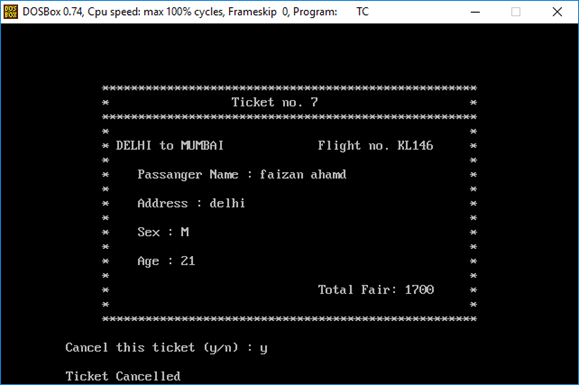 DOSBox 0.74, Cpu speed: max 100% cycles, Frameskip 0, Program: TC
****************************************************
* Ticket no. 7 *
****************************************************
*
* DELHI to MUMBAI Flight no. KL146 *
* *
* Passanger Name : faizan ahamd *
* *
* Address : delhi *
* *
* Sex : M *
* *
* Age : 21 *
* *
* Total Fair: 1700 *
* *
****************************************************
Cancel this ticket (y/n) : y
Ticket Cancelled